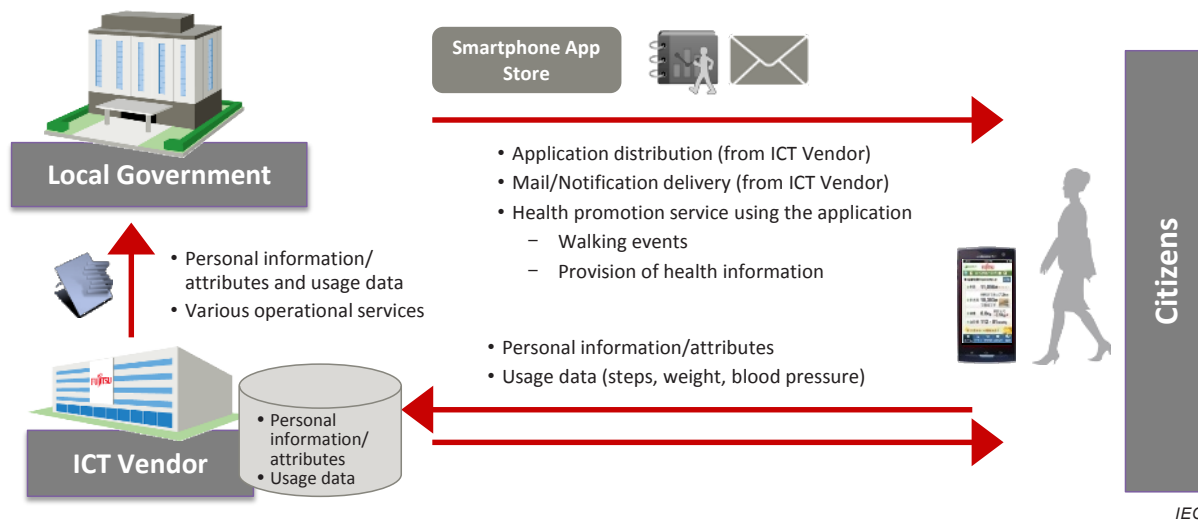 Smartphone App
Store
Local Government
• Application distribution (from ICT Vendor)
• Mail/Notification delivery (from ICT Vendor)
• Health promotion service using the application
− Walking events
− Provision of health information
• Personal information/
attributes and usage data
• Various operational services
• Personal information/attributes
• Usage data (steps, weight, blood pressure)
FUJITSU
• Personal
information/
attributes
• Usage data
ICT Vendor
Citizens
IEC